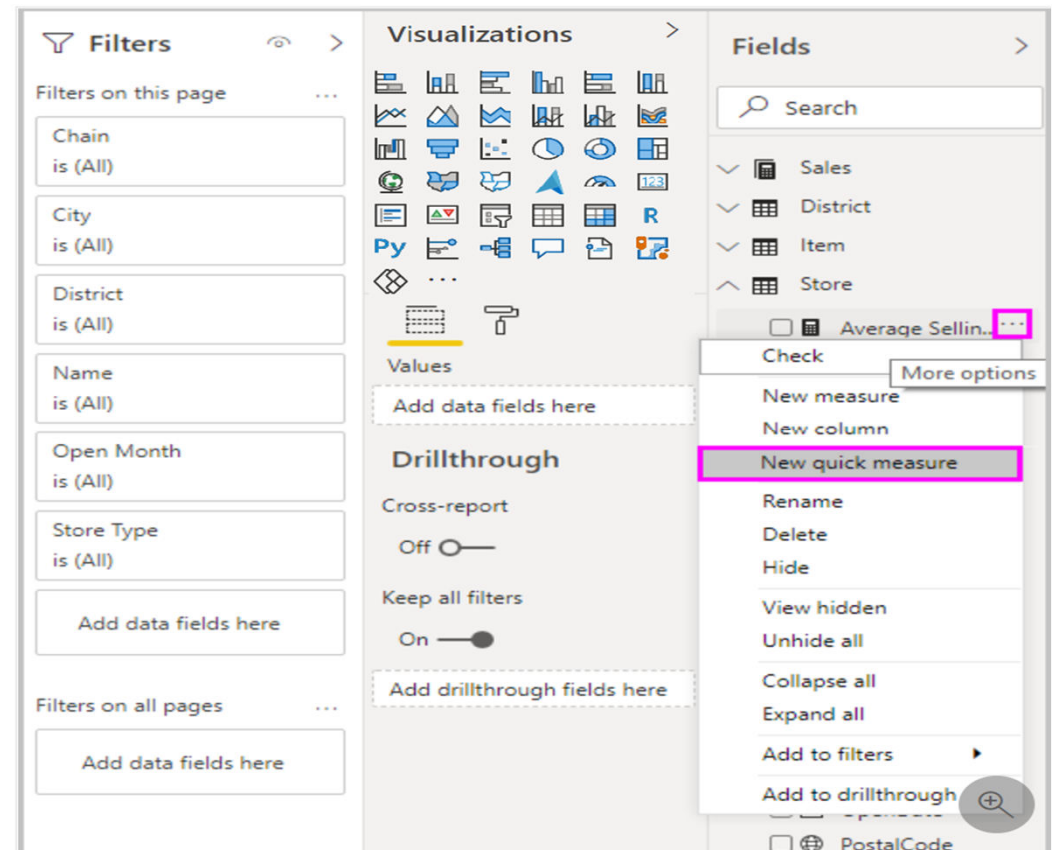 Filters
Filters on this page
...
Chain
is (All)
City
is (All)
District
is (All)
Name
is (All)
Open Month
is (All)
Store Type
is (All)
Add data fields here
Filters on all pages
...
Add data fields here
Visualizations
123
R
Py
...
Values
Add data fields here
Drillthrough
Cross-report
Off
Keep all filters
On
Add drillthrough fields here
Fields
Search
Sales
District
Item
Store
Average Sellin... ...
Check
More options
New measure
New column
New quick measure
Rename
Delete
Hide
View hidden
Unhide all
Collapse all
Expand all
Add to filters
Add to drillthrough
PostalCode